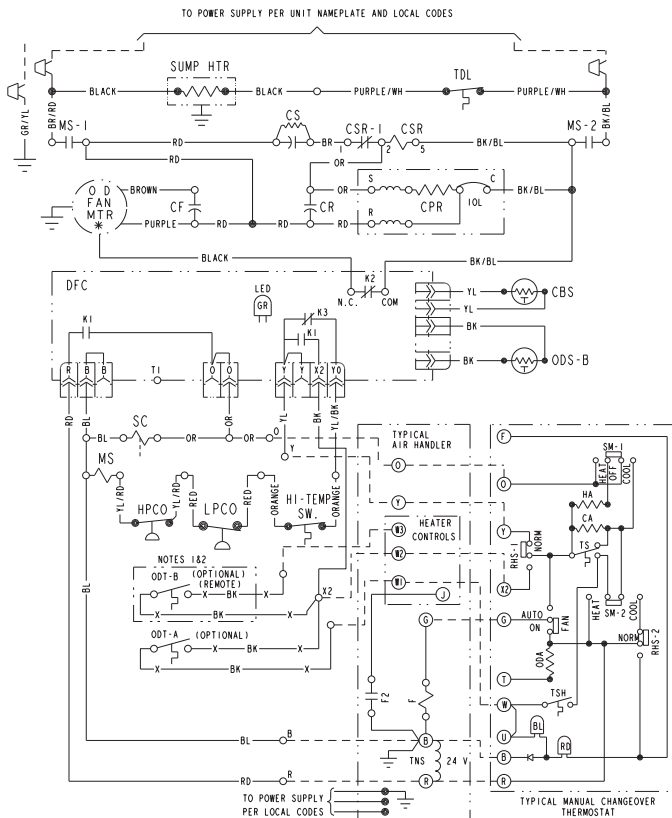 TO POWER SUPPLY PER UNIT NAMEPLATE AND LOCAL CODES
SUMP HTR
TDL
BLACK
BLACK
PURPLE/WH
PURPLE/WH
GR/YL
BR/RD
BK/BL
MS-1
RD
CS
BR
1
CSR-1
2
CSR
5
BK/BL
MS-2
RD
OR
O D
FAN
MTR
*
BROWN
PURPLE
CF
RD
RD
CR
OR
RD
S
R
CPR
IOL
C
BK/BL
BLACK
BK/BL
K2
N.C.
COM
DFC
LED
GR
K1
K3
K1
YL
YL
BK
BK
CBS
ODS-B
R
B
B
T1
O
O
Y
Y
X2
YO
RD
BL
OR
YL
BK
YL/BK
BL
SC
OR
OR
O
Y
MS
YL/RD
HPCO
YL/RD
RED
LPCO
RED
ORANGE
HI-TEMP
SW.
ORANGE
TYPICAL
AIR HANDLER
O
Y
HEATER
CONTROLS
W3
W2
W1
J
NOTES 1&2
ODT-B
(OPTIONAL)
(REMOTE)
X
BK
X
X
BK
X
X2
ODT-A
(OPTIONAL)
X
BK
X
X
BK
X
BL
F2
G
F
BL
B
B
TNS
24 V
RD
R
R
TO POWER SUPPLY
PER LOCAL CODES
F
SM-1
HEAT
OFF
COOL
O
HA
CA
Y
NORM
RHS-1
TS
X2
HEAT
SM-2
COOL
G
AUTO
ON
FAN
NORM
RHS-2
ODA
T
W
TSH
BL
U
RD
B
R
TYPICAL MANUAL CHANGEOVER
THERMOSTAT